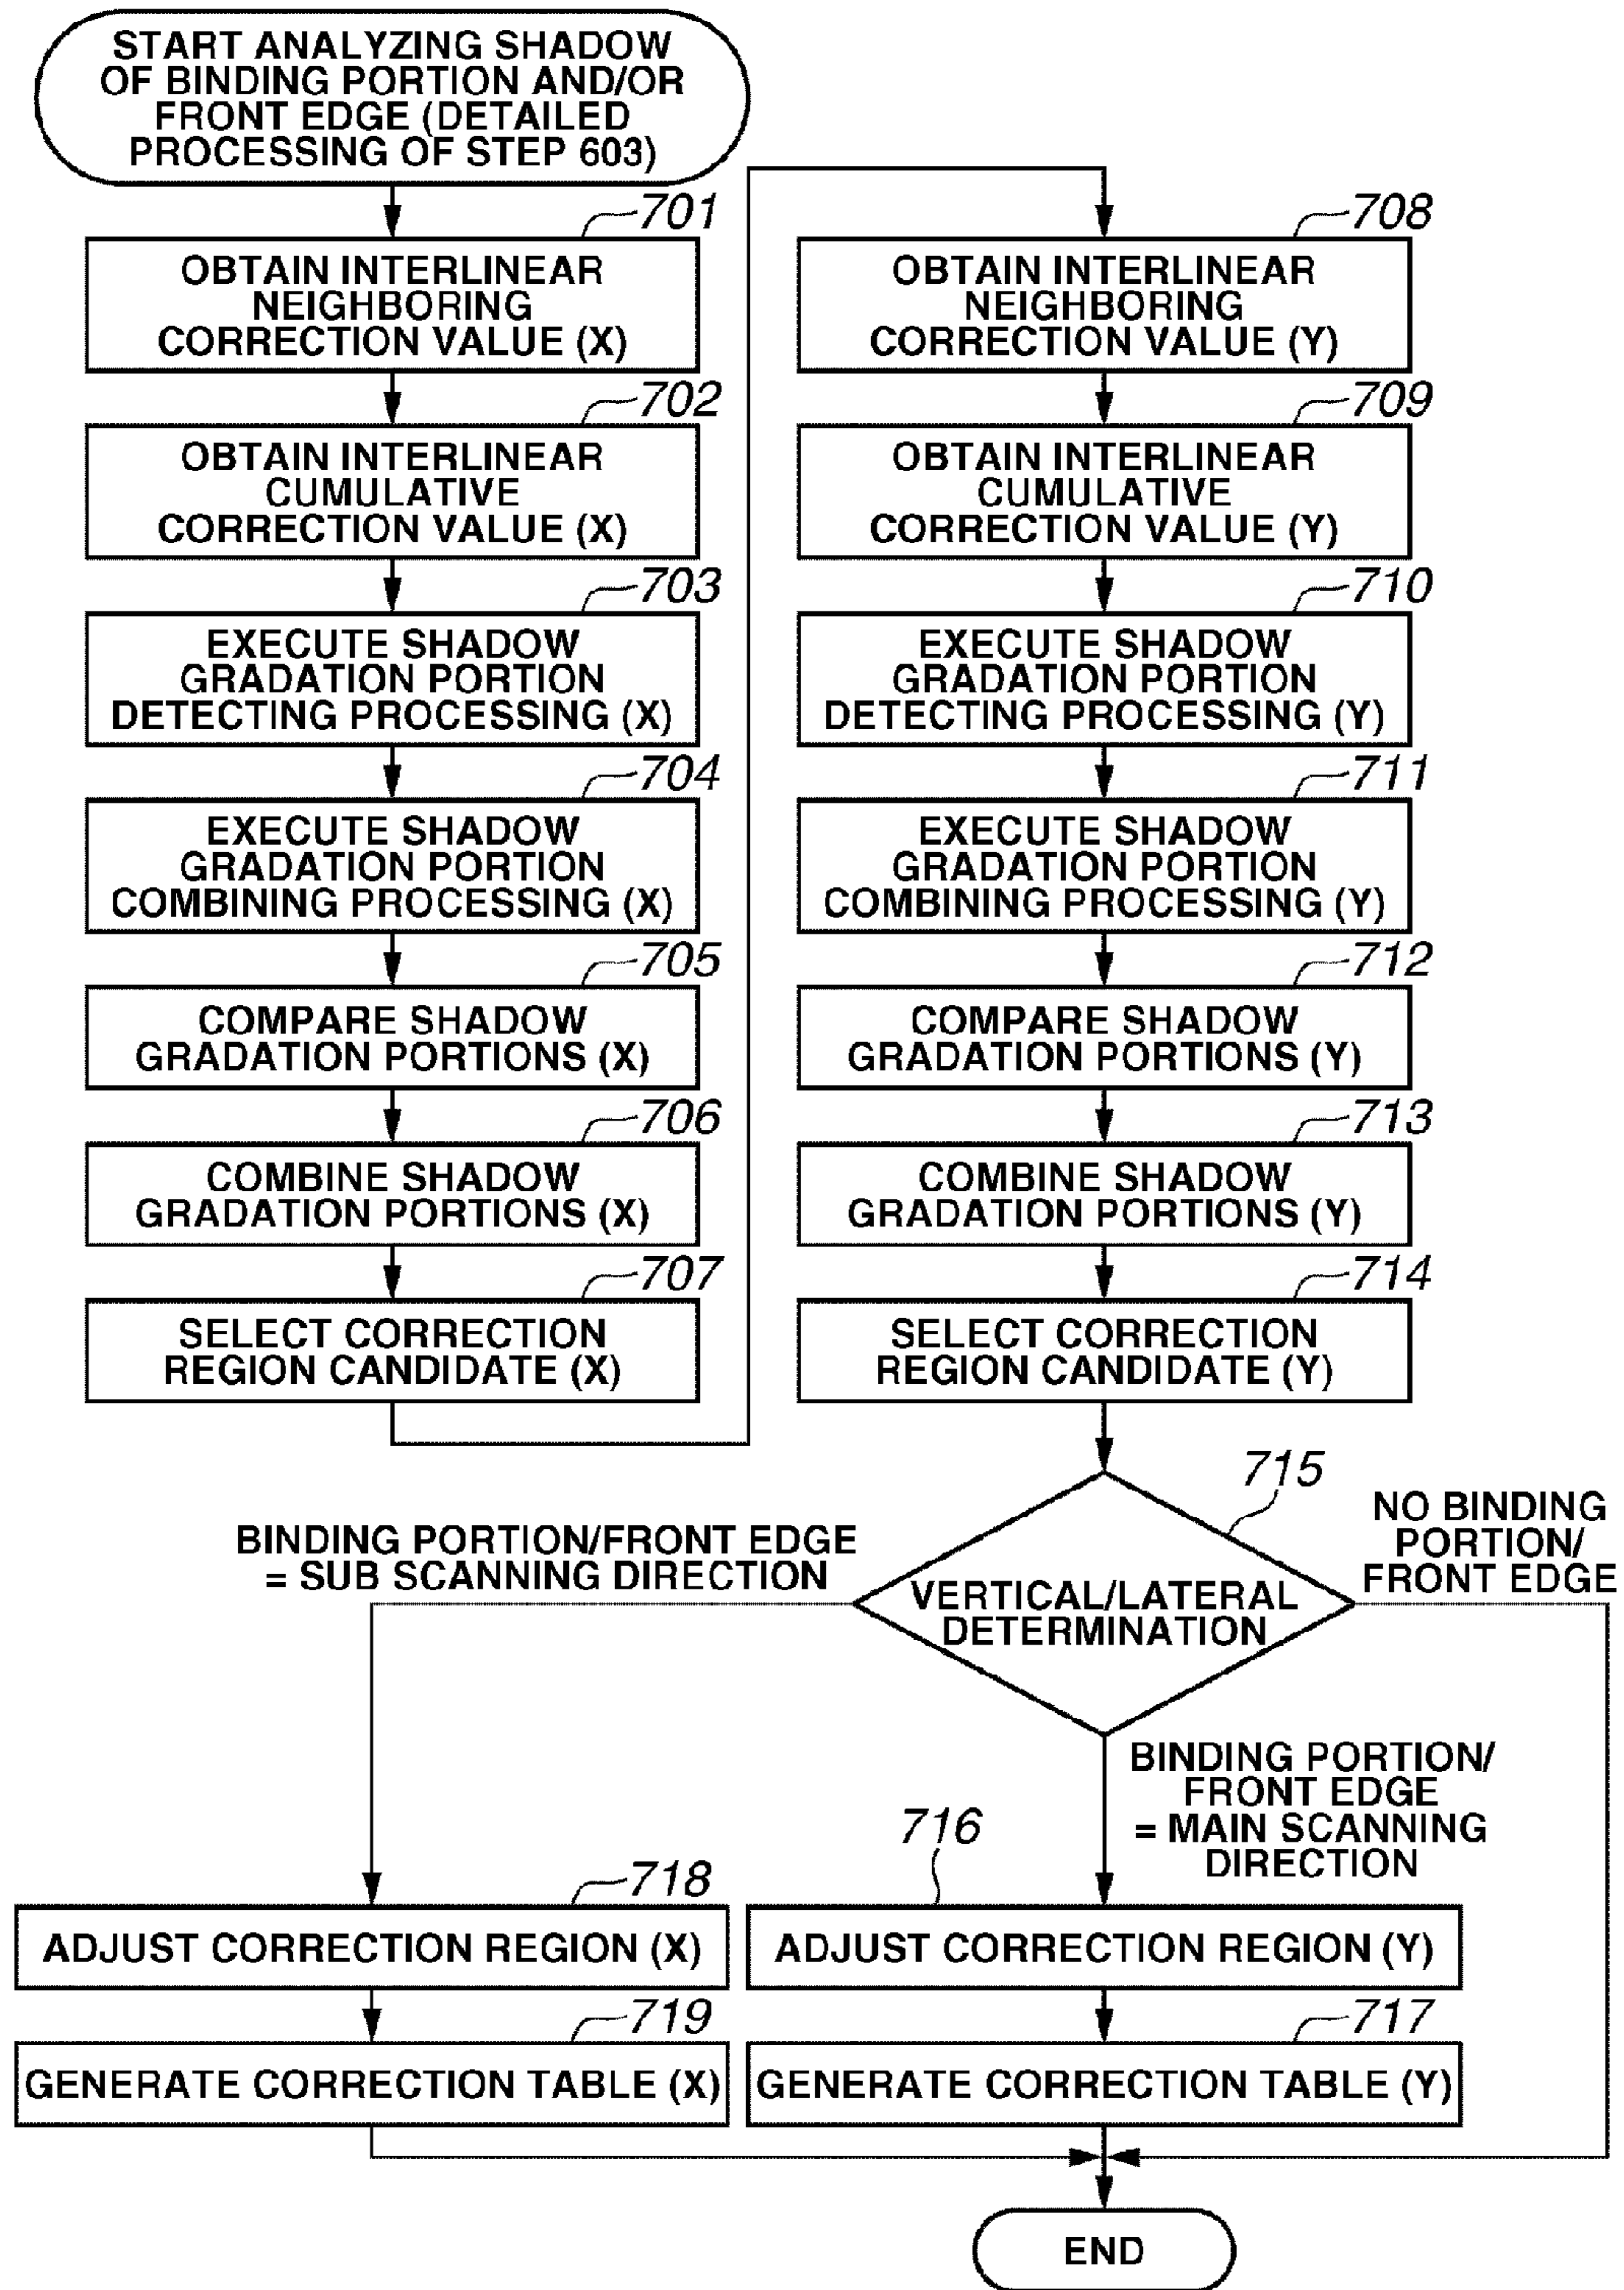 START ANALYZING SHADOW
OF BINDING PORTION AND/OR
FRONT EDGE (DETAILED
PROCESSING OF STEP 603)
701
OBTAIN INTERLINEAR
NEIGHBORING
CORRECTION VALUE (X)
702
OBTAIN INTERLINEAR
CUMULATIVE
CORRECTION VALUE (X)
703
EXECUTE SHADOW
GRADATION PORTION
DETECTING PROCESSING (X)
704
EXECUTE SHADOW
GRADATION PORTION
COMBINING PROCESSING (X)
705
COMPARE SHADOW
GRADATION PORTIONS (X)
706
COMBINE SHADOW
GRADATION PORTIONS (X)
707
SELECT CORRECTION
REGION CANDIDATE (X)
708
OBTAIN INTERLINEAR
NEIGHBORING
CORRECTION VALUE (Y)
709
OBTAIN INTERLINEAR
CUMULATIVE
CORRECTION VALUE (Y)
710
EXECUTE SHADOW
GRADATION PORTION
DETECTING PROCESSING (Y)
711
EXECUTE SHADOW
GRADATION PORTION
COMBINING PROCESSING (Y)
712
COMPARE SHADOW
GRADATION PORTIONS (Y)
713
COMBINE SHADOW
GRADATION PORTIONS (Y)
714
SELECT CORRECTION
REGION CANDIDATE (Y)
715
VERTICAL/LATERAL
DETERMINATION
BINDING PORTION/FRONT EDGE
= SUB SCANNING DIRECTION
NO BINDING
PORTION/
FRONT EDGE
BINDING PORTION/
FRONT EDGE
= MAIN SCANNING
DIRECTION
718
ADJUST CORRECTION REGION (X)
719
GENERATE CORRECTION TABLE (X)
716
ADJUST CORRECTION REGION (Y)
717
GENERATE CORRECTION TABLE (Y)
END